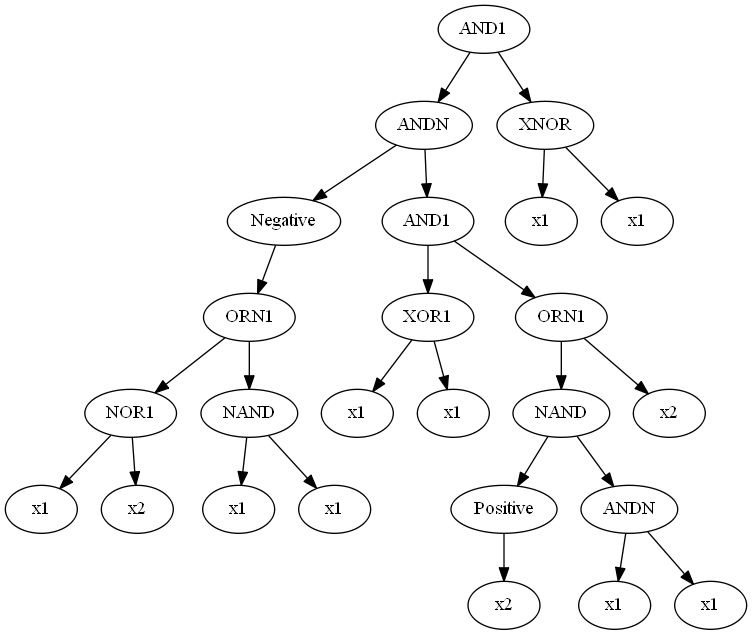 AND1
ANDN XNOR
Negative AND1 x1 x1
ORN1 XOR1 ORN1
NOR1 NAND x1 x1 NAND x2
x1 x2 x1 x1 Positive ANDN
x2 x1 x1